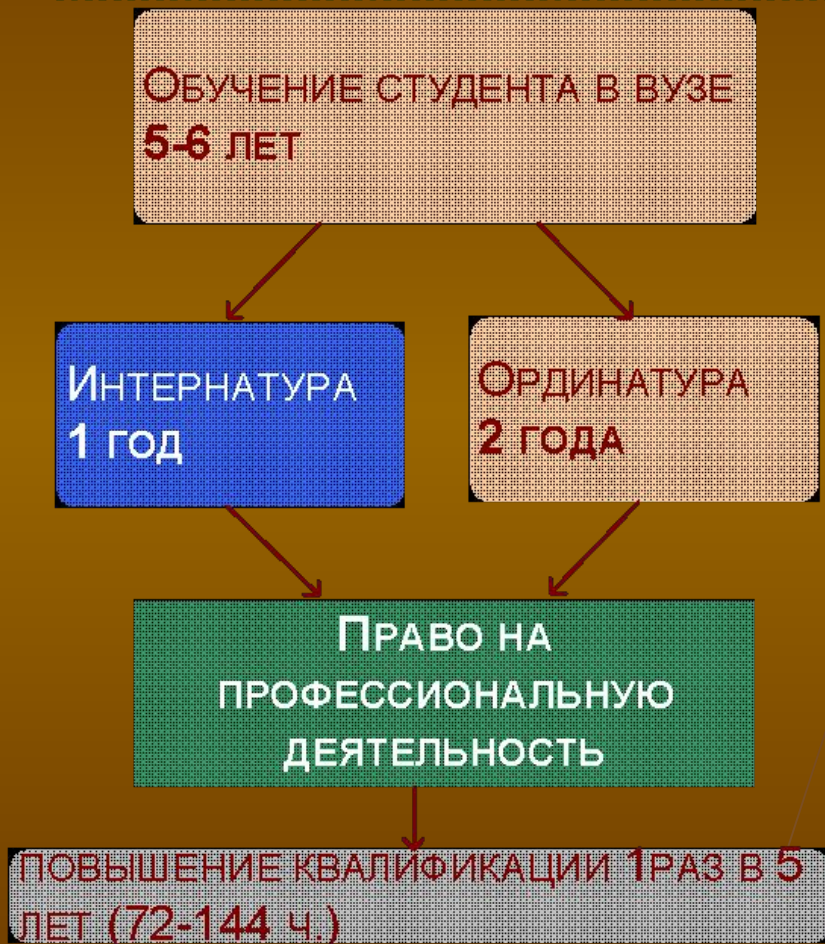 Обучение студента в вузе
5-6 лет
Интернатура
1 год
Ординатура
2 года
Право на
профессиональную
деятельность
повышение квалификации 1раз в 5
лет (72-144 ч.)